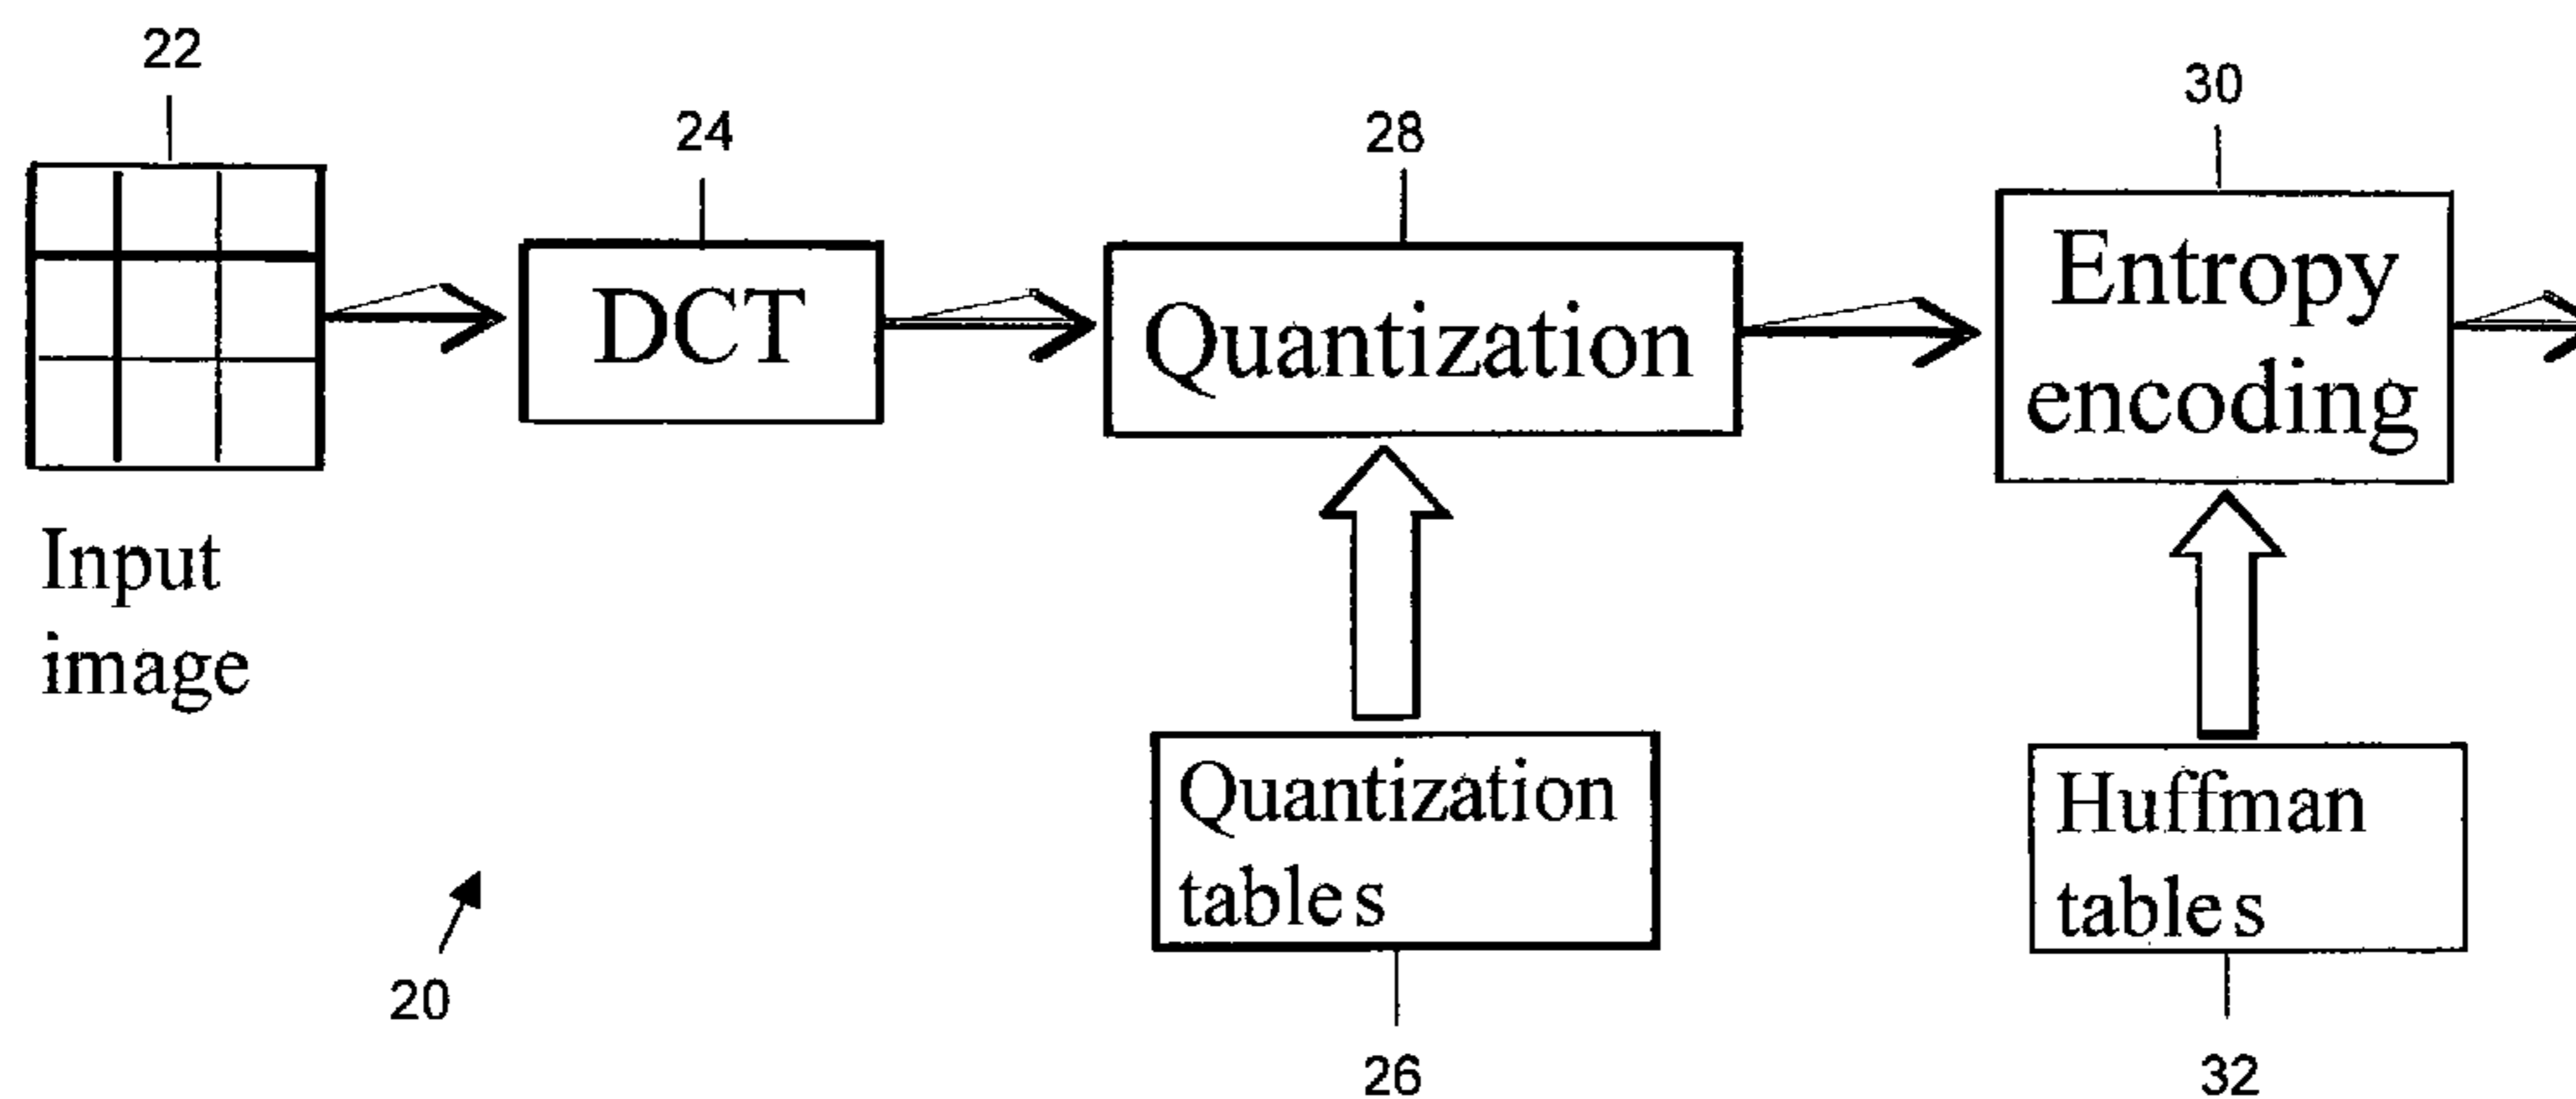 22
24
28
30
DCT
Quantization
Entropy
encoding
Input
image
Quantization
tables
Huffman
tables
20
26
32